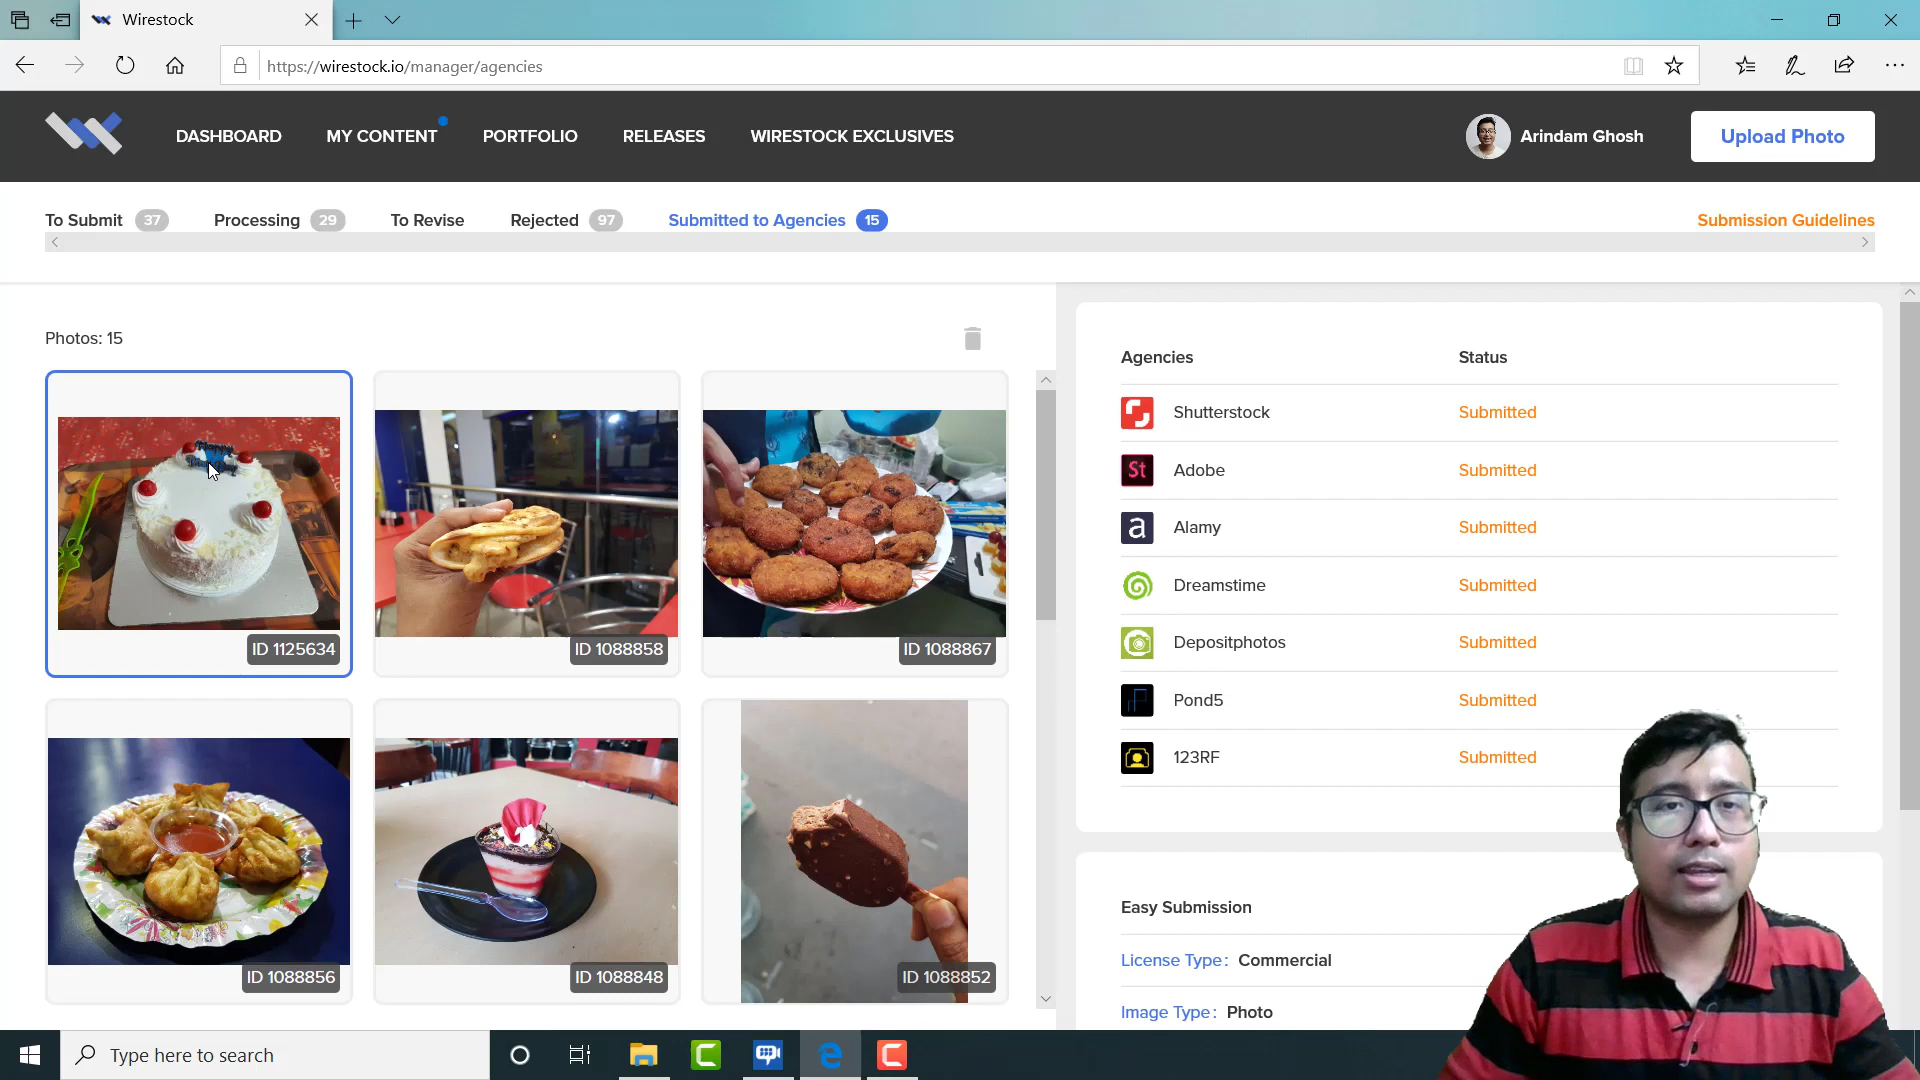 Wirestock
https://wirestock.io/manager/agencies
DASHBOARD MY CONTENT PORTFOLIO RELEASES WIRESTOCK EXCLUSIVES Arindam Ghosh Upload Photo
To Submit 37 Processing 29 To Revise Rejected 97 Submitted to Agencies 15 Submission Guidelines
Photos: 15
Agencies Status
Shutterstock Submitted
St Adobe Submitted
a Alamy Submitted
Dreamstime Submitted
Depositphotos Submitted
Pond5 Submitted
123RF Submitted
Happy
ID 1125634 ID 1088858 ID 1088867
ID 1088856 ID 1088848 ID 1088852
Easy Submission
License Type: Commercial
Image Type: Photo
Type here to search